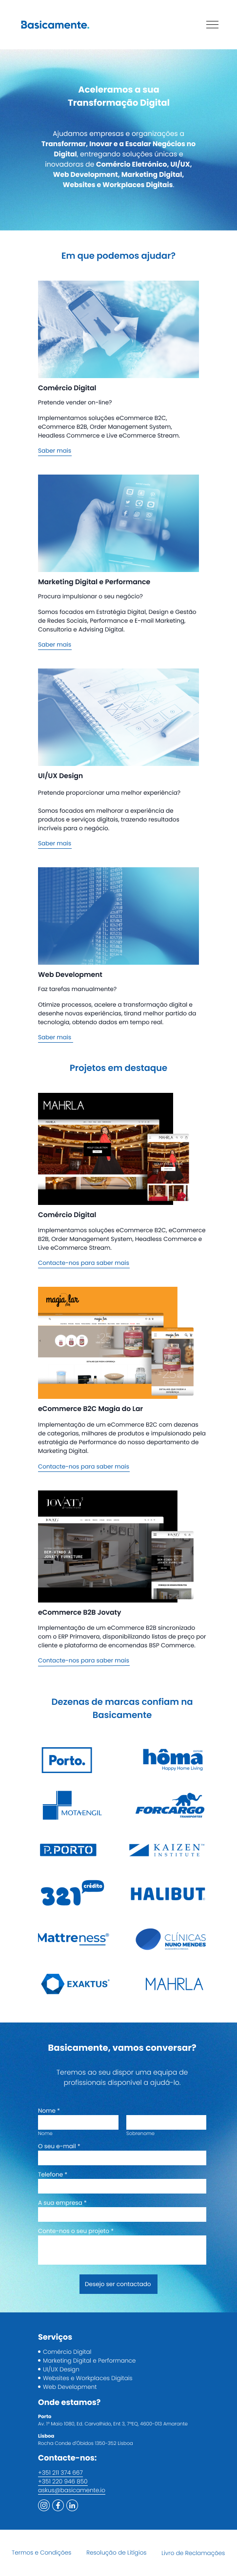 Basicamente.
Aceleramos a sua
Transformação Digital
Ajudamos empresas e organizações a
Transformar, Inovar e a Escalar Negócios no
Digital, entregando soluções únicas e
inovadoras de Comércio Eletrónico, UI/UX,
Web Development, Marketing Digital,
Websites e Workplaces Digitais.
Em que podemos ajudar?
Comércio Digital
Pretende vender on-line?
Implementamos soluções eCommerce B2C,
eCommerce B2B, Order Management System,
Headless Commerce e Live eCommerce Stream.
Saber mais
Marketing Digital e Performance
Procura impulsionar o seu negócio?
Somos focados em Estratégia Digital, Design e Gestão
de Redes Sociais, Performance e E-mail Marketing,
Consultoria e Advising Digital.
Saber mais
UI/UX Design
Pretende proporcionar uma melhor experiência?
Somos focados em melhorar a experiência de
produtos e serviços digitais, trazendo resultados
incríveis para o negócio.
Saber mais
Web Development
Faz tarefas manualmente?
Otimize processos, acelere a transformação digital e
desenhe novas experiências, tirand melhor partido da
tecnologia, obtendo dados em tempo real.
Saber mais
Projetos em destaque
MAHRLA
Comércio Digital
Implementamos soluções eCommerce B2C, eCommerce
B2B, Order Management System, Headless Commerce e
Live eCommerce Stream.
Contacte-nos para saber mais
magia lar
eCommerce B2C Magia do Lar
Implementação de um eCommerce B2C com dezenas
de categorias, milhares de produtos e impulsionado pela
estratégia de Performance do nosso departamento de
Marketing Digital.
Contacte-nos para saber mais
JOVATY
eCommerce B2B Jovaty
Implementação de um eCommerce B2B sincronizado
com o ERP Primavera, disponibilizando listas de preço por
cliente e plataforma de encomendas BSP Commerce.
Contacte-nos para saber mais
Dezenas de marcas confiam na
Basicamente
Porto.
hôma
Happy Home Living
MOTAENGIL
FORCARGO
P.PORTO
KAIZEN
INSTITUTE
321 crédito
HALIBUT.
Mattreness®
CLÍNICAS
NUNO MENDES
EXAKTUS
MAHRLA
Basicamente, vamos conversar?
Teremos ao seu dispor uma equipa de
profissionais disponível a ajudá-lo.
Nome *
Nome
Sobrenome
O seu e-mail *
Telefone *
A sua empresa *
Conte-nos o seu projeto *
Desejo ser contactado
Serviços
Comércio Digital
Marketing Digital e Performance
UI/UX Design
Websites e Workplaces Digitais
Web Development
Onde estamos?
Porto
Av. 1º Maio 1080, Ed. Carvalhido, Ent 3, 7ºEQ, 4600-013 Amarante
Lisboa
Rocha Conde d'Óbidos 1350-352 Lisboa
Contacte-nos:
+351 211 374 667
+351 220 946 850
askus@basicamente.io
Termos e Condições
Resolução de Litígios
Livro de Reclamações